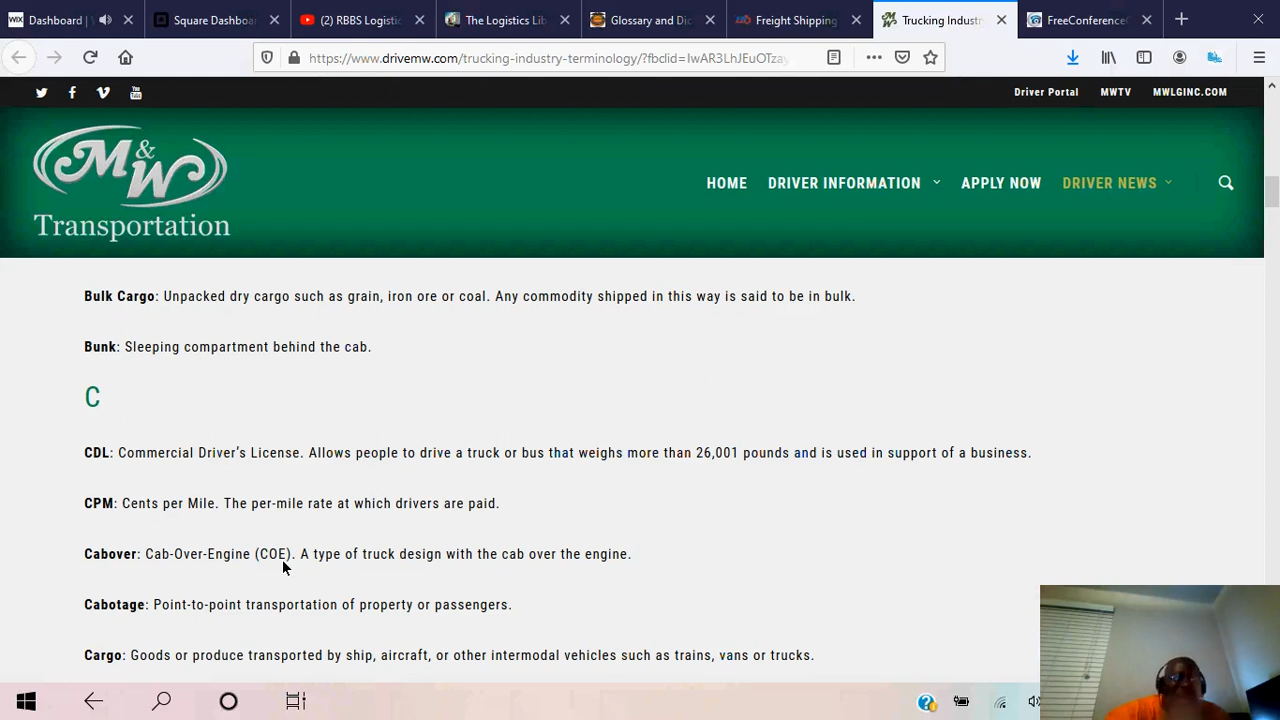 Dashboard |
Square Dashboa
(2) RBBS Logistic
The Logistics Lib
Glossary and Dic
Freight Shipping
Trucking Industr
FreeConference
https://www.drivemw.com/trucking-industry-terminology/?fbclid=IwAR3LhJEuOTzay
Driver Portal MWTV MWLGINC.COM
M&W
Transportation
HOME DRIVER INFORMATION APPLY NOW DRIVER NEWS
Bulk Cargo: Unpacked dry cargo such as grain, iron ore or coal. Any commodity shipped in this way is said to be in bulk.
Bunk: Sleeping compartment behind the cab.
C
CDL: Commercial Driver's License. Allows people to drive a truck or bus that weighs more than 26,001 pounds and is used in support of a business.
CPM: Cents per Mile. The per-mile rate at which drivers are paid.
Cabover: Cab-Over-Engine (COE). A type of truck design with the cab over the engine.
Cabotage: Point-to-point transportation of property or passengers.
Cargo: Goods or produce transported by ship, aircraft, or other intermodal vehicles such as trains, vans or trucks.